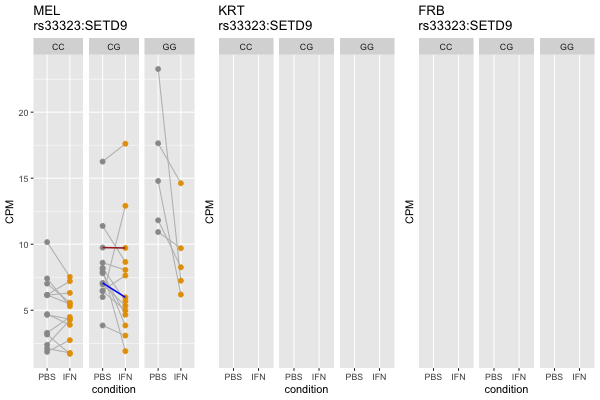 MEL
rs33323:SETD9
CC CG GG
CPM
20
15
10
5
PBS IFN PBS IFN PBS IFN
condition
KRT
rs33323:SETD9
CC CG GG
CPM
PBS IFN PBS IFN PBS IFN
condition
FRB
rs33323:SETD9
CC CG GG
CPM
PBS IFN PBS IFN PBS IFN
condition